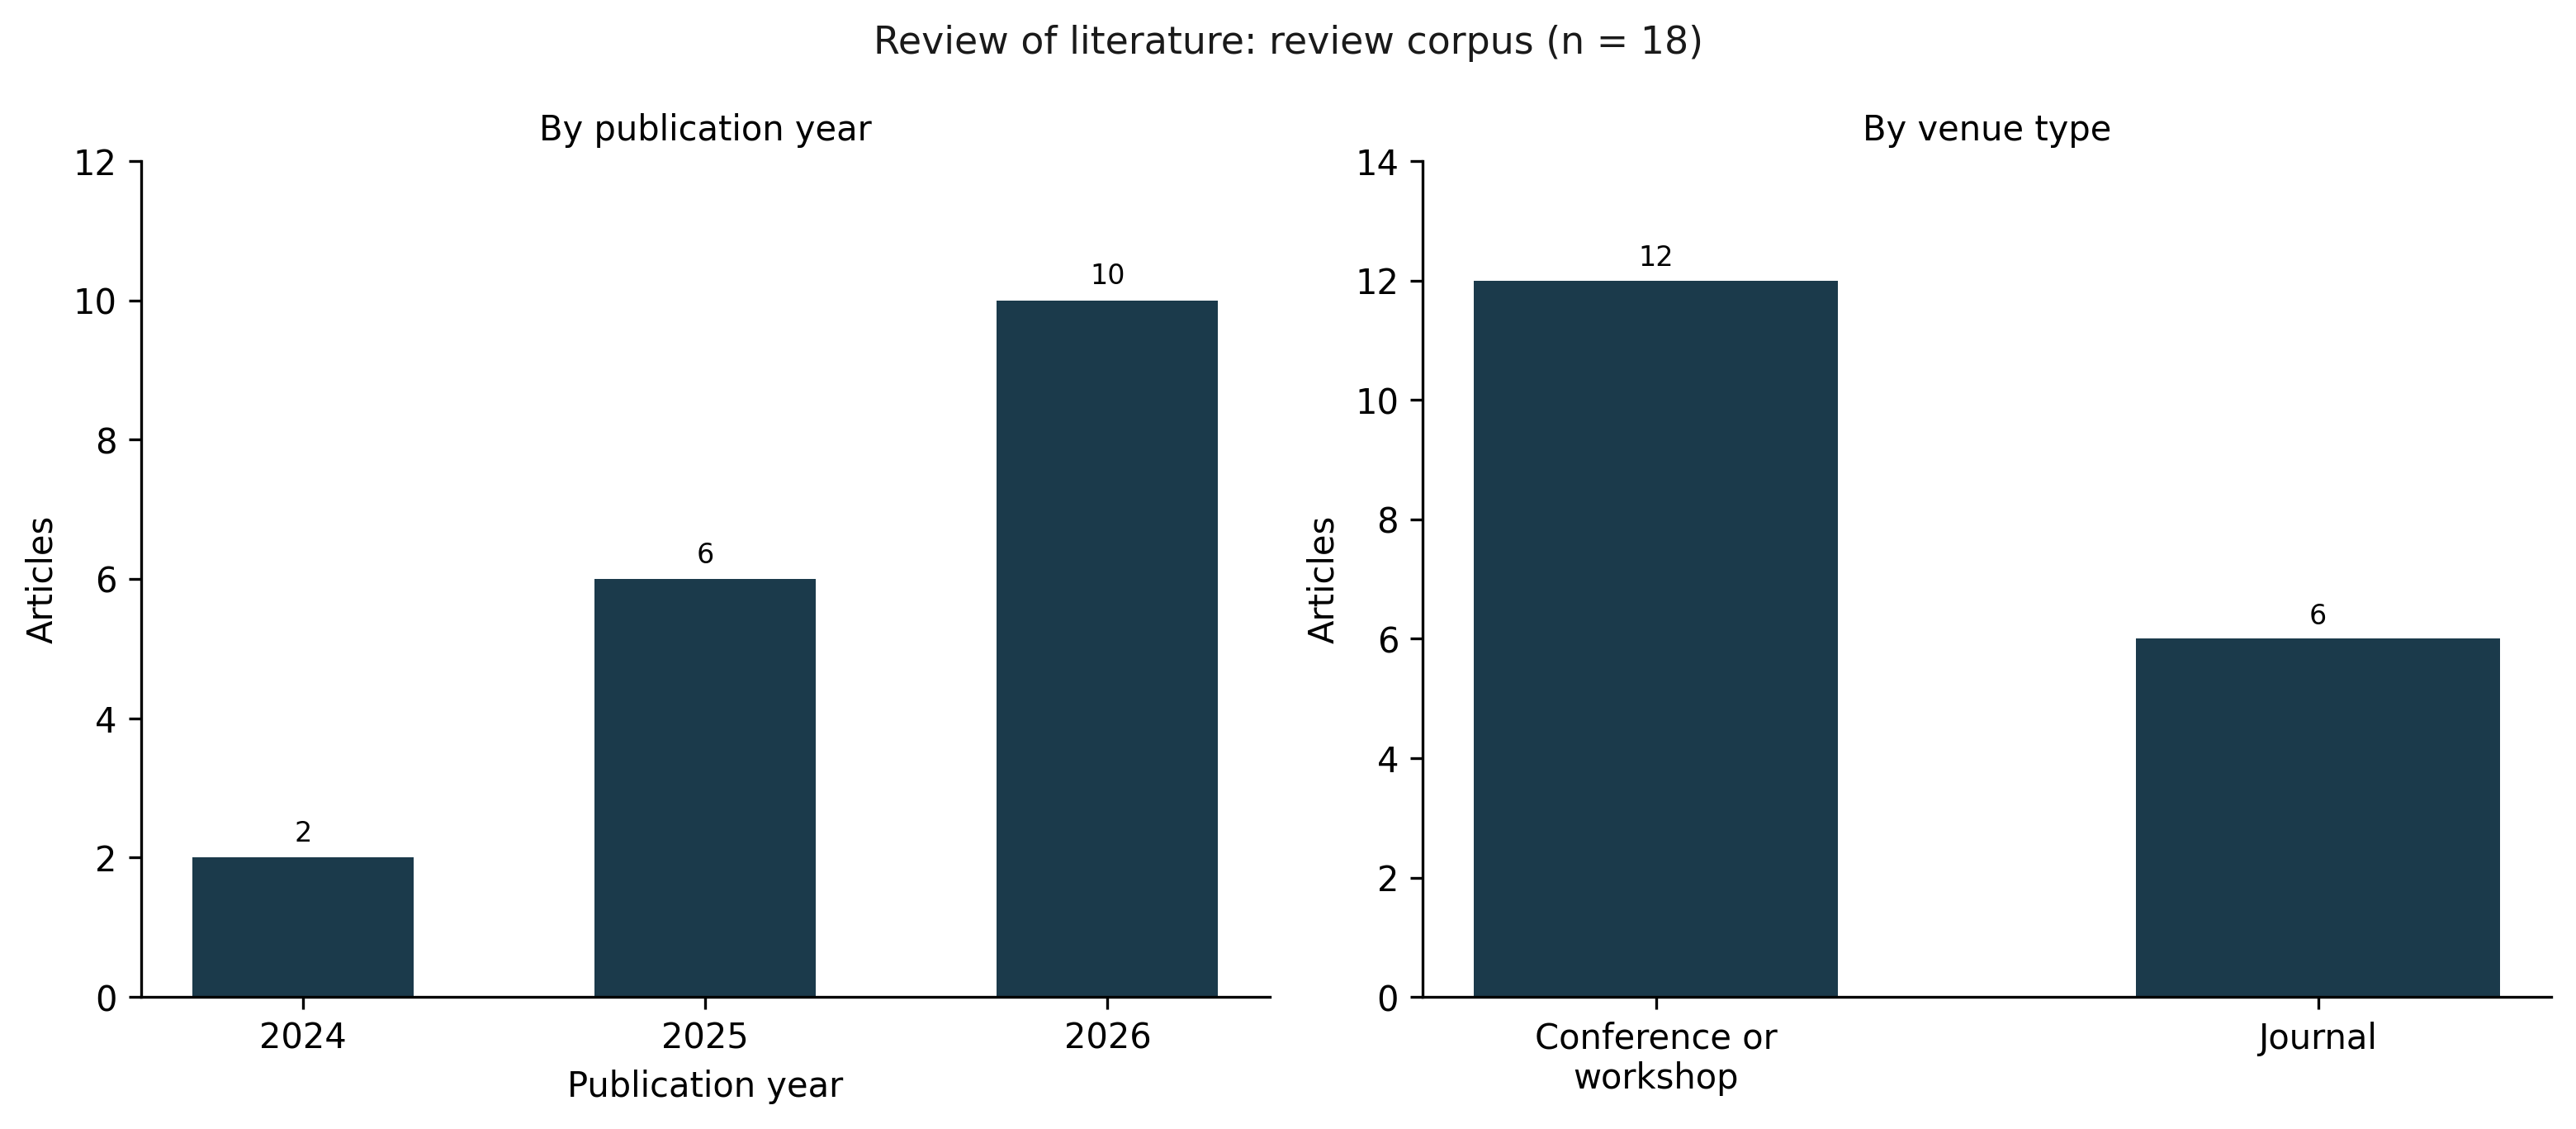 Review of literature: review corpus (n = 18)
By publication year
12
10
8
6
4
2
0
Articles
2
6
10
2024
2025
2026
Publication year
By venue type
14
12
10
8
6
4
2
0
Articles
12
6
Conference or
workshop
Journal